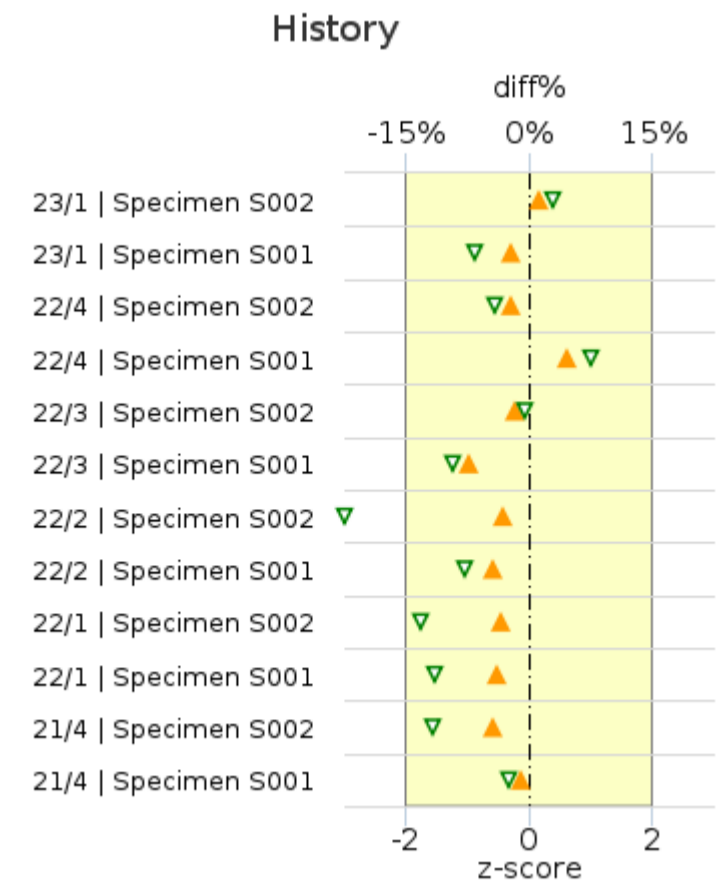 History
diff%
-15% 0% 15%
23/1 | Specimen S002
23/1 | Specimen S001
22/4 | Specimen S002
22/4 | Specimen S001
22/3 | Specimen S002
22/3 | Specimen S001
22/2 | Specimen S002
22/2 | Specimen S001
22/1 | Specimen S002
22/1 | Specimen S001
21/4 | Specimen S002
21/4 | Specimen S001
-2 0 2
z-score